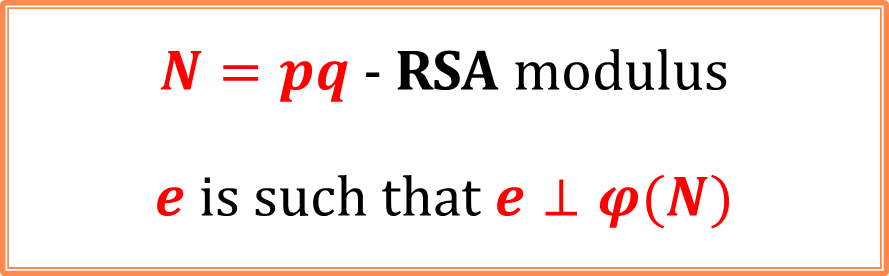 N = pq - RSA modulus
e is such that e ⊥ φ(N)